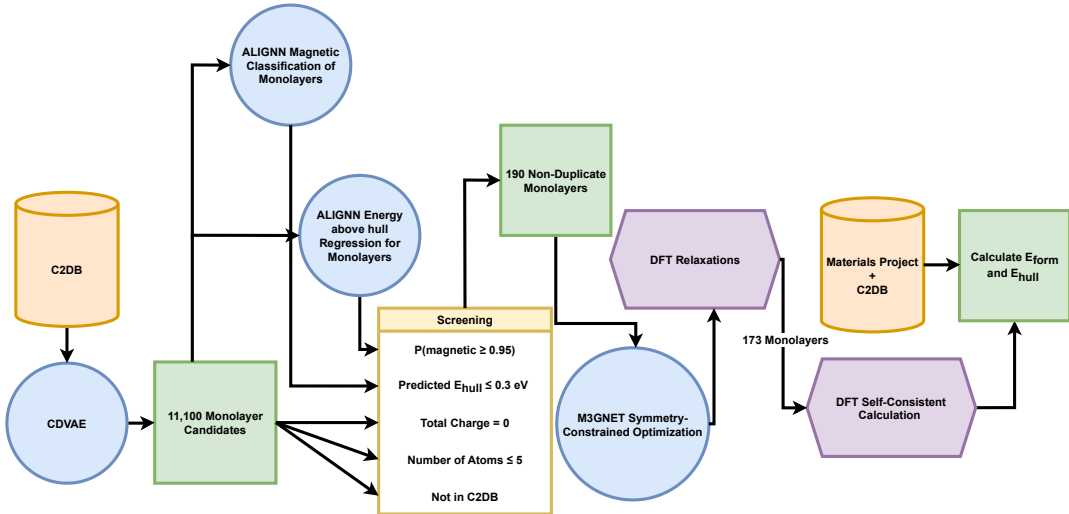 ALIGNN Magnetic
Classification of
Monolayers
190 Non-Duplicate
Monolayers
ALIGNN Energy
above hull
Regression for
Monolayers
C2DB
DFT Relaxations
Materials Project
+
C2DB
Calculate Eform
and Ehull
Screening
P(magnetic ≥ 0.95)
Predicted Ehull ≤ 0.3 eV
Total Charge = 0
Number of Atoms ≤ 5
Not in C2DB
173 Monolayers
CDVAE
11,100 Monolayer
Candidates
M3GNET Symmetry-
Constrained Optimization
DFT Self-Consistent
Calculation